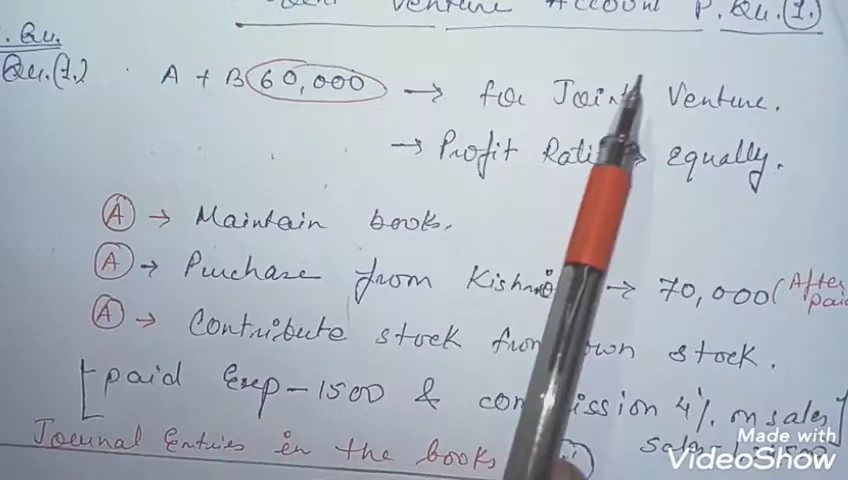 Venture Account P. Qu.(1.)
. Qu.
Qu.(1.) A + B 60,000 → for Joint Venture.
→ Profit Ratio → Equally.
A → Maintain books.
A → Purchase from → 70,000 (After paid
A → Contribute stock from own stock.
[paid Exp – 1500 & commission 4% on sales]
Journal Entries in the books
Sales -
Made with
VideoShow